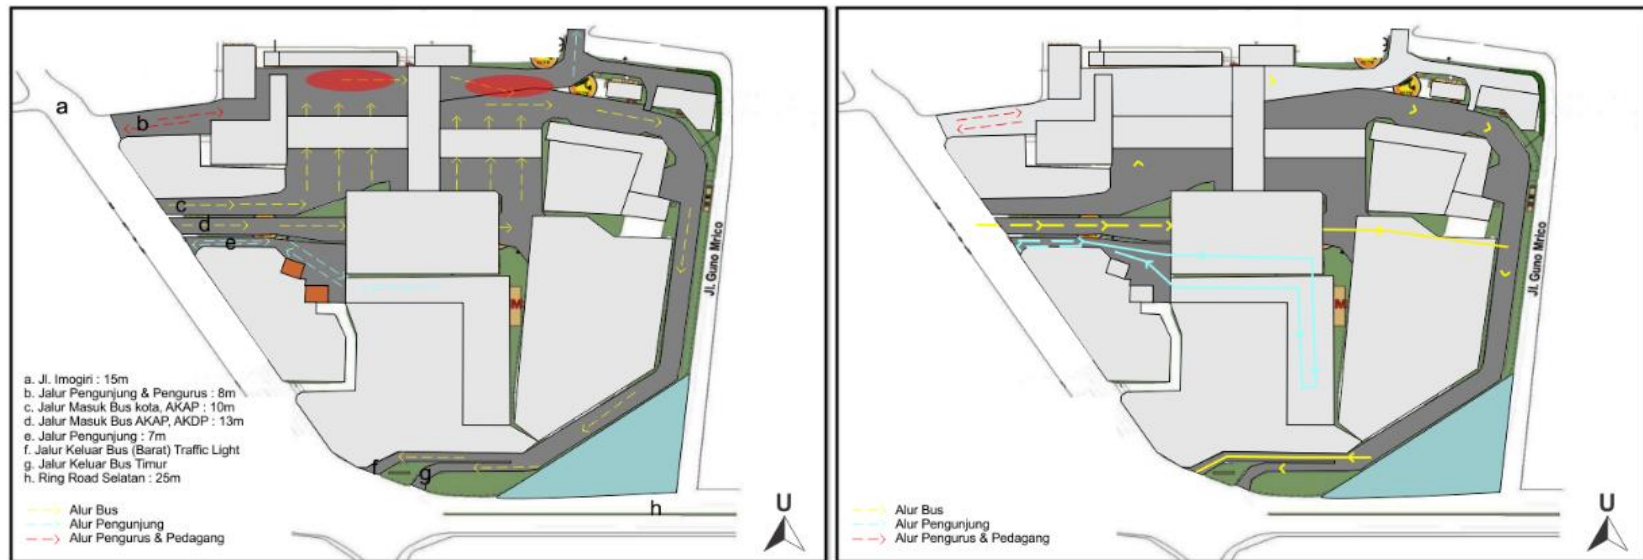 a
b
c
d
e
M
Jl. Guno Mrico
a. Jl. Imogiri : 15m
b. Jalur Pengunjung & Pengurus : 8m
c. Jalur Masuk Bus kota, AKAP : 10m
d. Jalur Masuk Bus AKAP, AKDP : 13m
e. Jalur Pengunjung : 7m
f. Jalur Keluar Bus (Barat) Traffic Light
g. Jalur Keluar Bus Timur
h. Ring Road Selatan : 25m
f
g
h
Alur Bus
Alur Pengunjung
Alur Pengurus & Pedagang
U
M
Jl. Guno Mrico
Alur Bus
Alur Pengunjung
Alur Pengurus & Pedagang
U